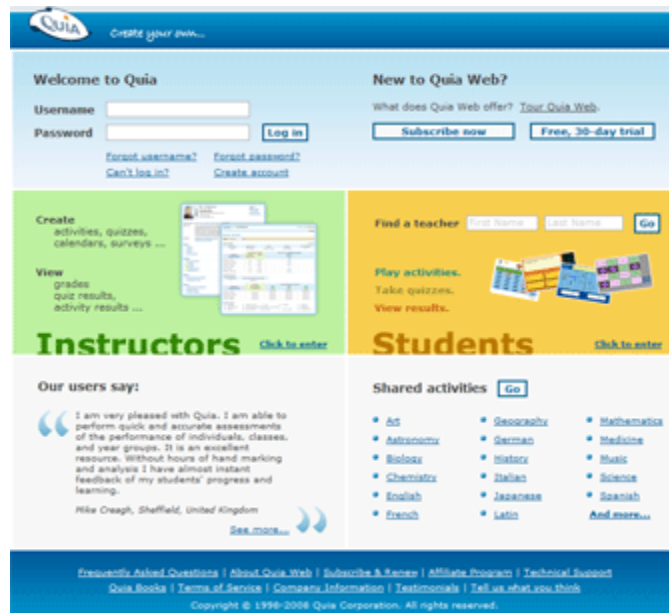 QUIA Create your own...
Welcome to Quia
Username
Password Log in
Forgot username? Forgot password?
Can't log in? Create account
New to Quia Web?
What does Quia Web offer? Tour Quia Web.
Subscribe now Free, 30-day trial
Create
activities, quizzes,
calendars, surveys ...
View
grades
quiz results,
activity results ...
Instructors Click to enter
Find a teacher First Name Last Name Go
Play activities.
Take quizzes.
View results.
Students Click to enter
Our users say:
I am very pleased with Quia. I am able to
perform quick and accurate assessments
of the performance of individuals, classes,
and year groups. It is an excellent
resource. Without hours of hand marking
and analysis I have almost instant
feedback of my students' progress and
learning.
Mike Creagh, Sheffield, United Kingdom
See more...
Shared activities Go
Art Geography Mathematics
Astronomy German Medicine
Biology History Music
Chemistry Italian Science
English Japanese Spanish
French Latin And more...
Frequently Asked Questions | About Quia Web | Subscribe & Renew | Affiliate Program | Technical Support
Quia Books | Terms of Service | Company Information | Testimonials | Tell us what you think
Copyright © 1998-2008 Quia Corporation. All rights reserved.